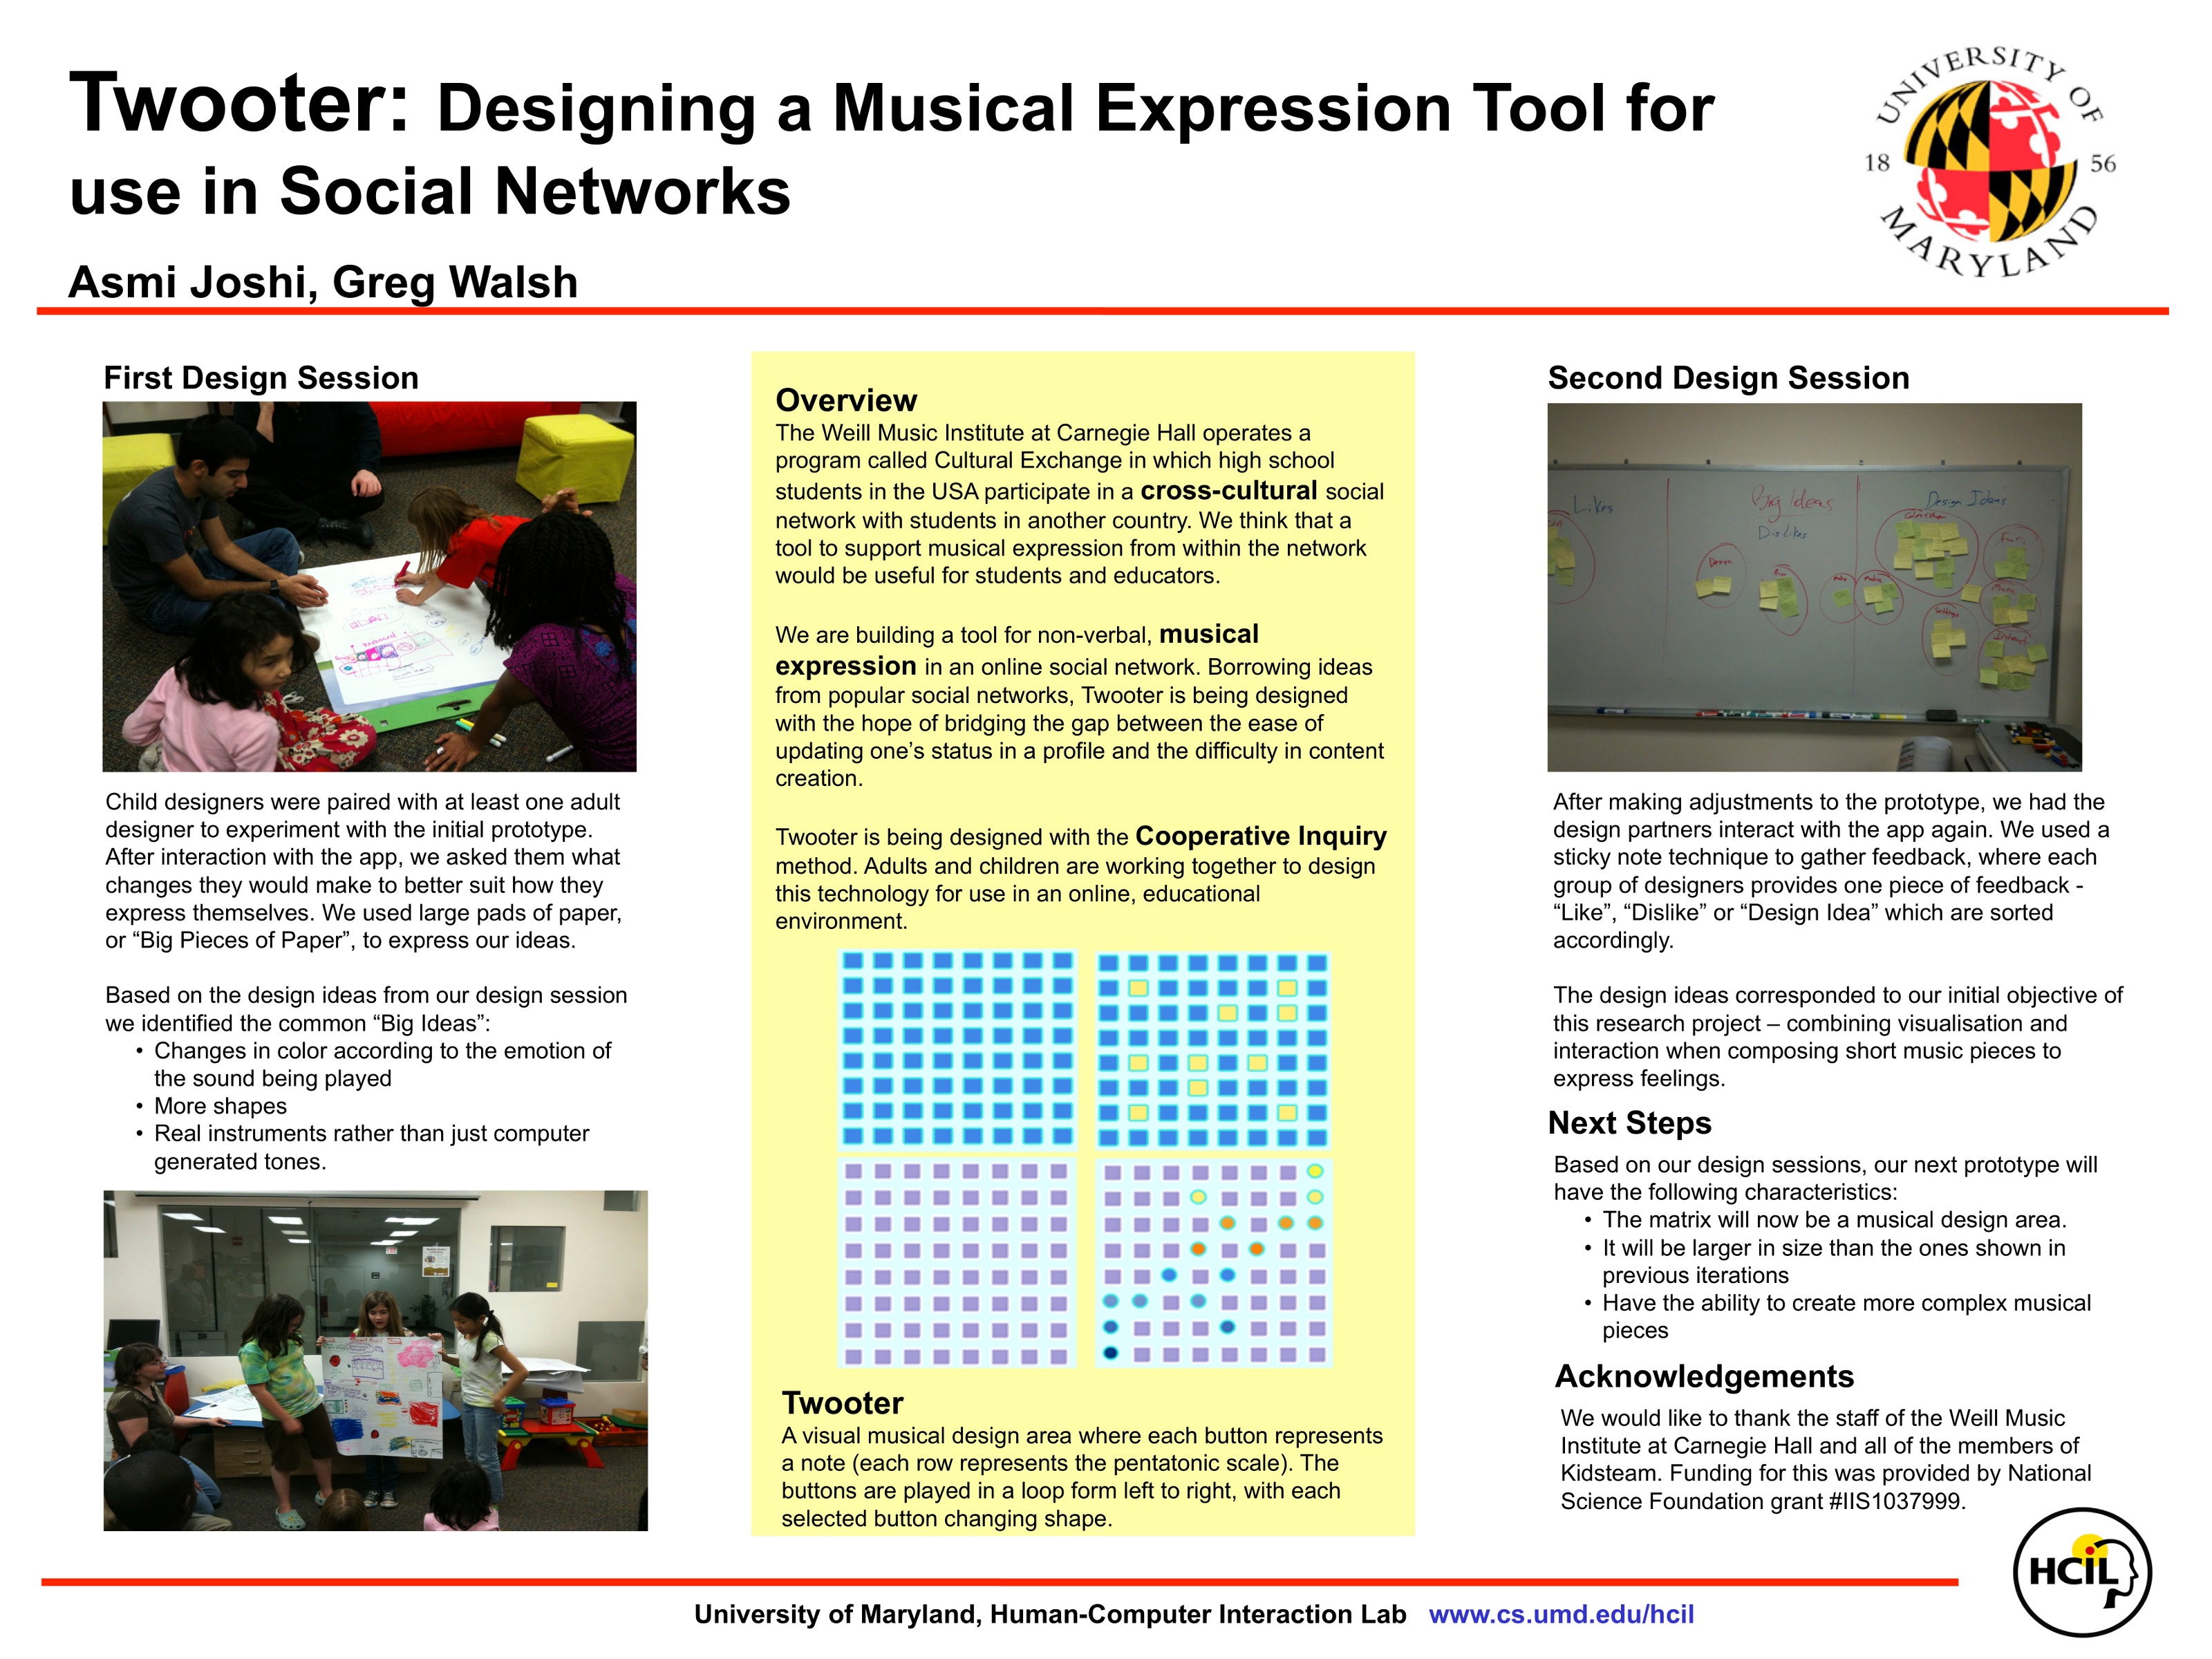 Twooter: Designing a Musical Expression Tool for
use in Social Networks
Asmi Joshi, Greg Walsh
UNIVERSITY OF
18 56
MARYLAND
First Design Session
Child designers were paired with at least one adult
designer to experiment with the initial prototype.
After interaction with the app, we asked them what
changes they would make to better suit how they
express themselves. We used large pads of paper,
or “Big Pieces of Paper”, to express our ideas.
Based on the design ideas from our design session
we identified the common “Big Ideas”:
• Changes in color according to the emotion of
the sound being played
• More shapes
• Real instruments rather than just computer
generated tones.
Overview
The Weill Music Institute at Carnegie Hall operates a
program called Cultural Exchange in which high school
students in the USA participate in a cross-cultural social
network with students in another country. We think that a
tool to support musical expression from within the network
would be useful for students and educators.
We are building a tool for non-verbal, musical
expression in an online social network. Borrowing ideas
from popular social networks, Twooter is being designed
with the hope of bridging the gap between the ease of
updating one’s status in a profile and the difficulty in content
creation.
Twooter is being designed with the Cooperative Inquiry
method. Adults and children are working together to design
this technology for use in an online, educational
environment.
Twooter
A visual musical design area where each button represents
a note (each row represents the pentatonic scale). The
buttons are played in a loop form left to right, with each
selected button changing shape.
Second Design Session
Likes
Big Ideas
Dislikes
Design Ideas
Fun
Design
Music
Settings
After making adjustments to the prototype, we had the
design partners interact with the app again. We used a
sticky note technique to gather feedback, where each
group of designers provides one piece of feedback -
“Like”, “Dislike” or “Design Idea” which are sorted
accordingly.
The design ideas corresponded to our initial objective of
this research project – combining visualisation and
interaction when composing short music pieces to
express feelings.
Next Steps
Based on our design sessions, our next prototype will
have the following characteristics:
• The matrix will now be a musical design area.
• It will be larger in size than the ones shown in
previous iterations
• Have the ability to create more complex musical
pieces
Acknowledgements
We would like to thank the staff of the Weill Music
Institute at Carnegie Hall and all of the members of
Kidsteam. Funding for this was provided by National
Science Foundation grant #IIS1037999.
HCiL
University of Maryland, Human-Computer Interaction Lab www.cs.umd.edu/hcil